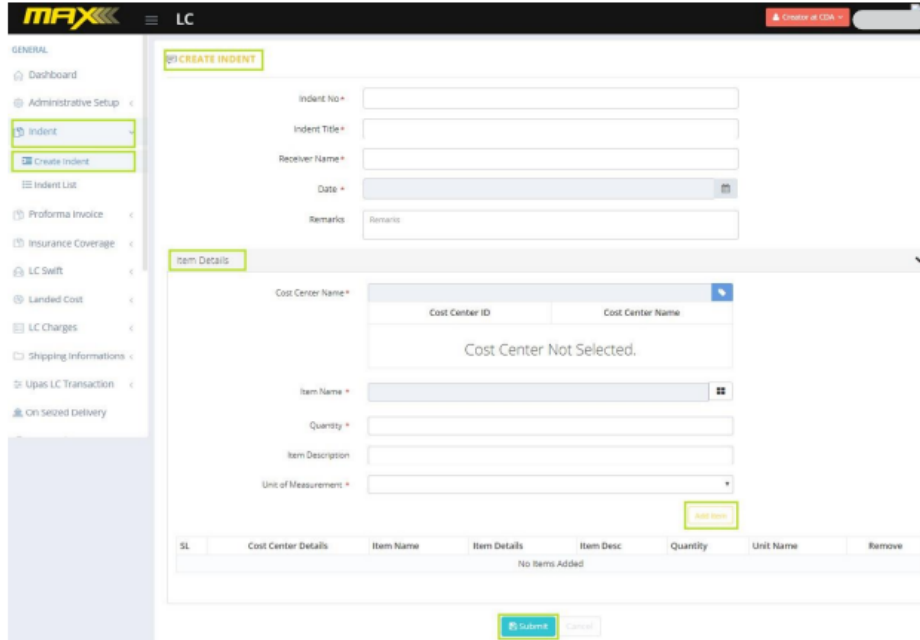 MAX
LC
Creator at CDA
GENERAL
Dashboard
Administrative Setup
Indent
Create Indent
Indent List
Proforma Invoice
Insurance Coverage
LC Swift
Landed Cost
LC Charges
Shipping Informations
Upas LC Transaction
On Seized Delivery
CREATE INDENT
Indent No*
Indent Title*
Receiver Name*
Date *
Remarks Remarks
Item Details
Cost Center Name*
Cost Center ID Cost Center Name
Cost Center Not Selected.
Item Name *
Quantity *
Item Description
Unit of Measurement *
Add Item
SL Cost Center Details Item Name Item Details Item Desc Quantity Unit Name Remove
No Items Added
Submit Cancel